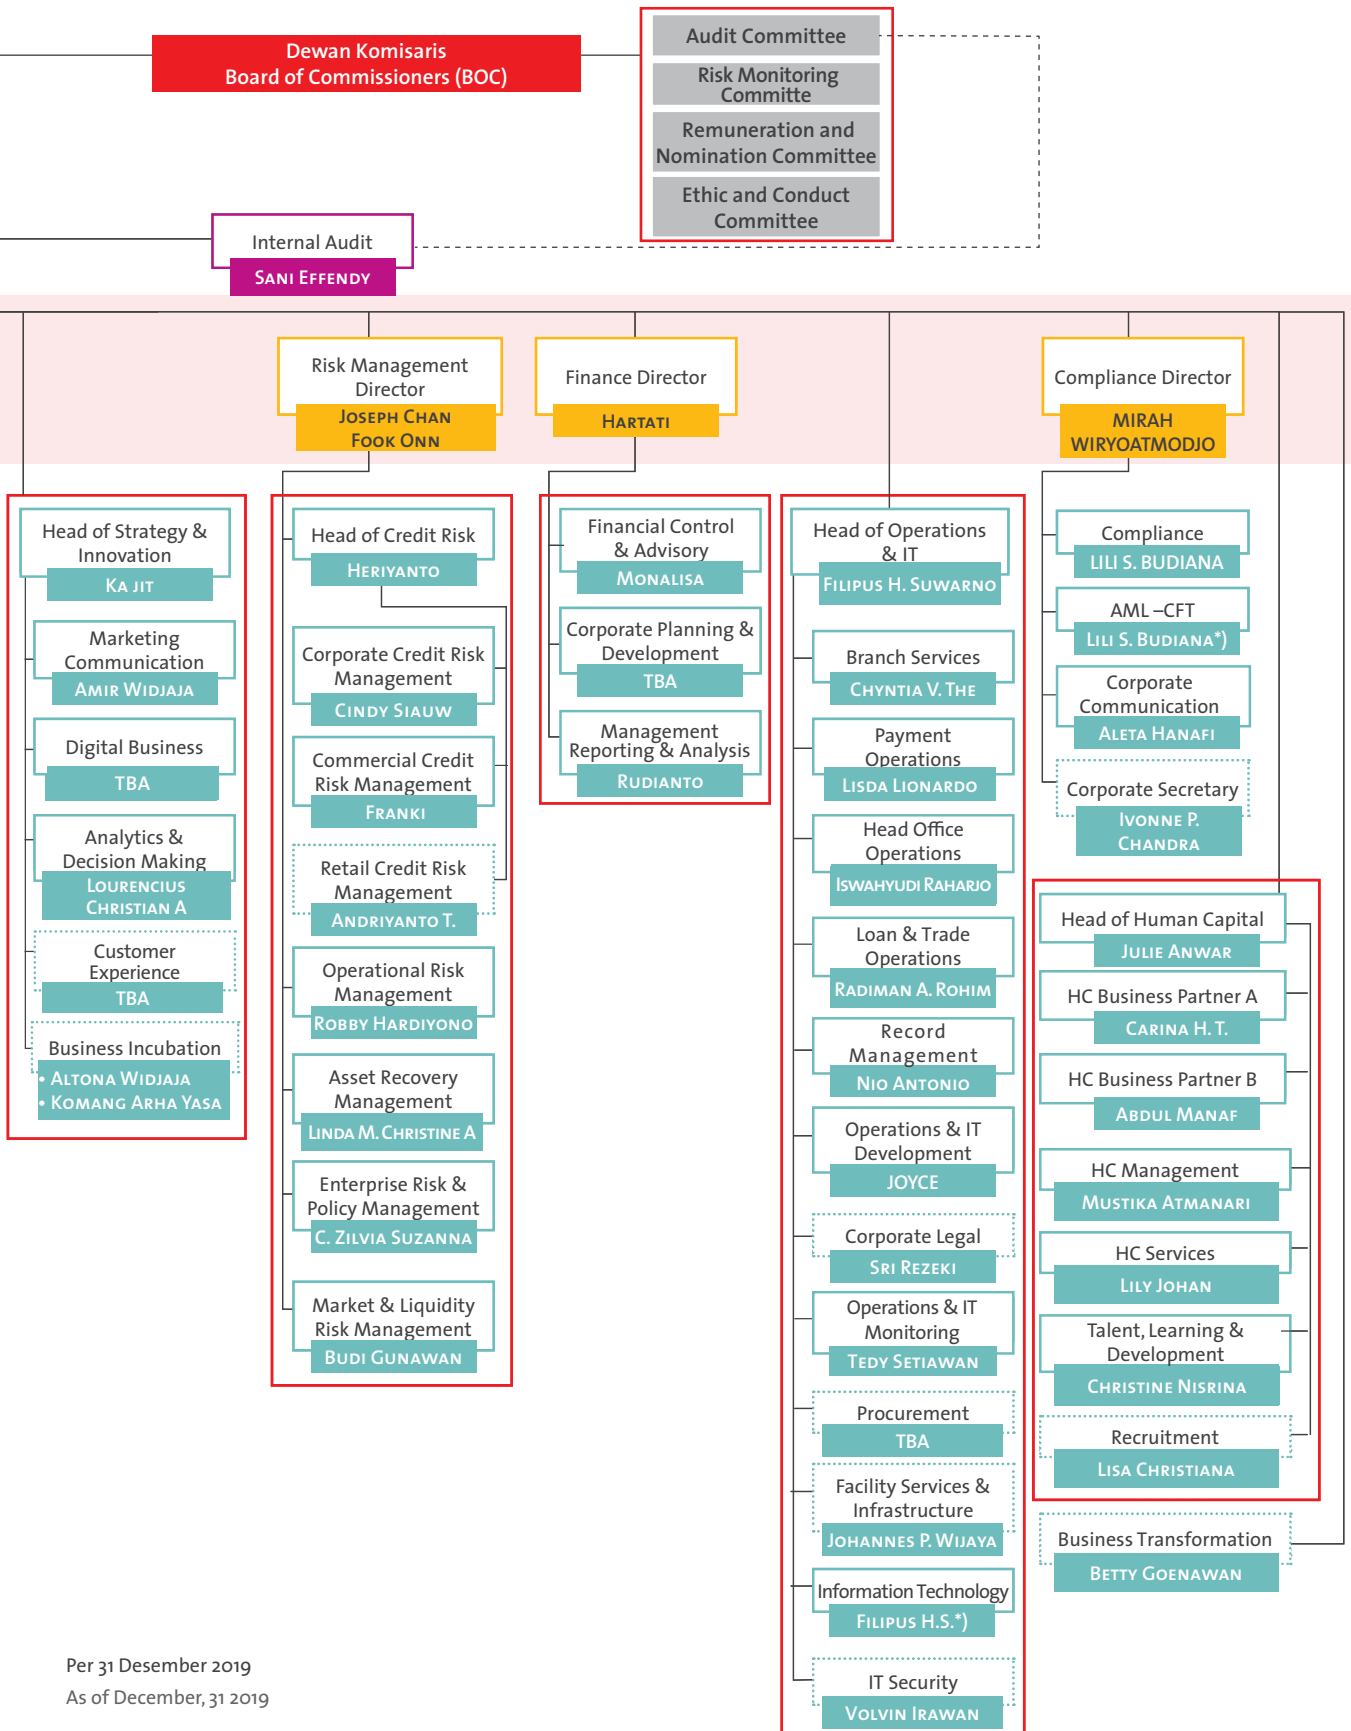 Dewan Komisaris
Board of Commissioners (BOC)
Audit Committee
Risk Monitoring
Committe
Remuneration and
Nomination Committee
Ethic and Conduct
Committee
Internal Audit
SANI EFFENDY
Risk Management
Director
JOSEPH CHAN
FOOK ONN
Finance Director
HARTATI
Compliance Director
MIRAH
WIRYOATMODJO
Head of Strategy &
Innovation
KA JIT
Marketing
Communication
AMIR WIDJAJA
Digital Business
TBA
Analytics &
Decision Making
LOURENCIUS
CHRISTIAN A
Customer
Experience
TBA
Business Incubation
• ALTONA WIDJAJA
• KOMANG ARHA YASA
Head of Credit Risk
HERIYANTO
Corporate Credit Risk
Management
CINDY SIAUW
Commercial Credit
Risk Management
FRANKI
Retail Credit Risk
Management
ANDRIYANTO T.
Operational Risk
Management
ROBBY HARDIYONO
Asset Recovery
Management
LINDA M. CHRISTINE A
Enterprise Risk &
Policy Management
C. ZILVIA SUZANNA
Market & Liquidity
Risk Management
BUDI GUNAWAN
Financial Control
& Advisory
MONALISA
Corporate Planning &
Development
TBA
Management
Reporting & Analysis
RUDIANTO
Head of Operations
& IT
FILIPUS H. SUWARNO
Branch Services
CHYNTIA V. THE
Payment
Operations
LISDA LIONARDO
Head Office
Operations
ISWAHYUDI RAHARJO
Loan & Trade
Operations
RADIMAN A. ROHIM
Record
Management
NIO ANTONIO
Operations & IT
Development
JOYCE
Corporate Legal
SRI REZEKI
Operations & IT
Monitoring
TEDY SETIAWAN
Procurement
TBA
Facility Services &
Infrastructure
JOHANNES P. WIJAYA
Information Technology
FILIPUS H.S.*)
IT Security
VOLVIN IRAWAN
Compliance
LILI S. BUDIANA
AML –CFT
LILI S. BUDIANA*)
Corporate
Communication
ALETA HANAFI
Corporate Secretary
IVONNE P.
CHANDRA
Head of Human Capital
JULIE ANWAR
HC Business Partner A
CARINA H. T.
HC Business Partner B
ABDUL MANAF
HC Management
MUSTIKA ATMANARI
HC Services
LILY JOHAN
Talent, Learning &
Development
CHRISTINE NISRINA
Recruitment
LISA CHRISTIANA
Business Transformation
BETTY GOENAWAN
Per 31 Desember 2019
As of December, 31 2019